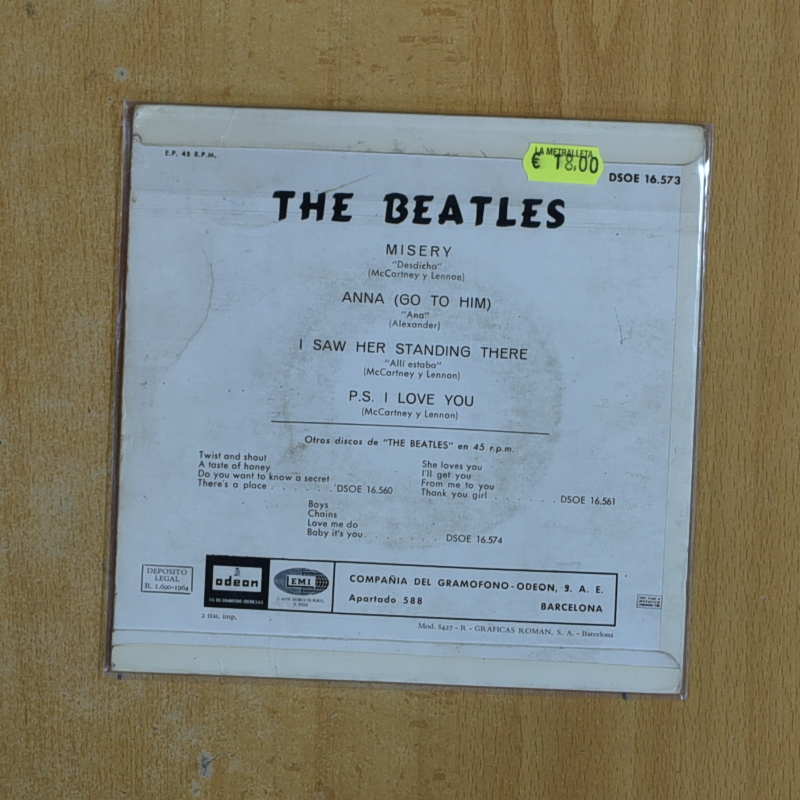 E.P. 45 R.P.M.
LA METRALLETA
€ 18.00
DSOE 16.573
THE BEATLES
MISERY
"Desdicha"
(McCartney y Lennon)
ANNA (GO TO HIM)
"Ana"
(Alexander)
I SAW HER STANDING THERE
"Allí estaba"
(McCartney y Lennon)
P.S. I LOVE YOU
(McCartney y Lennon)
Otros discos de "THE BEATLES" en 45 r.p.m.
Twist and shout
A taste of honey
Do you want to know a secret
There's a place . . . . . . . DSOE 16.560
She loves you
I'll get you
From me to you
Thank you girl . . . . . . . DSOE 16.561
Boys
Chains
Love me do
Baby it's you . . . . . . . DSOE 16.574
DEPOSITO
LEGAL
B. 1.690-1964
odeon
EMI
COMPAÑIA DEL GRAMOFONO-ODEON, S. A. E.
Apartado 588 BARCELONA
2 tías. imp.
Mod. 8427 - R - GRAFICAS ROMAN, S. A. - Barcelona